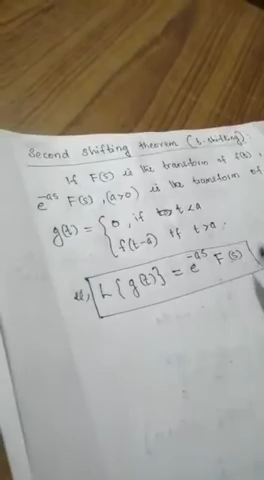 Second Shifting theorem (t-shifting):
If F(s) is the transform of f(t),
e^{-as} F(s), (a>0) is the transform of
g(t) = { 0, if t<a
f(t-a) if t>a.
L{g(t)} = e^{-as} F(s)